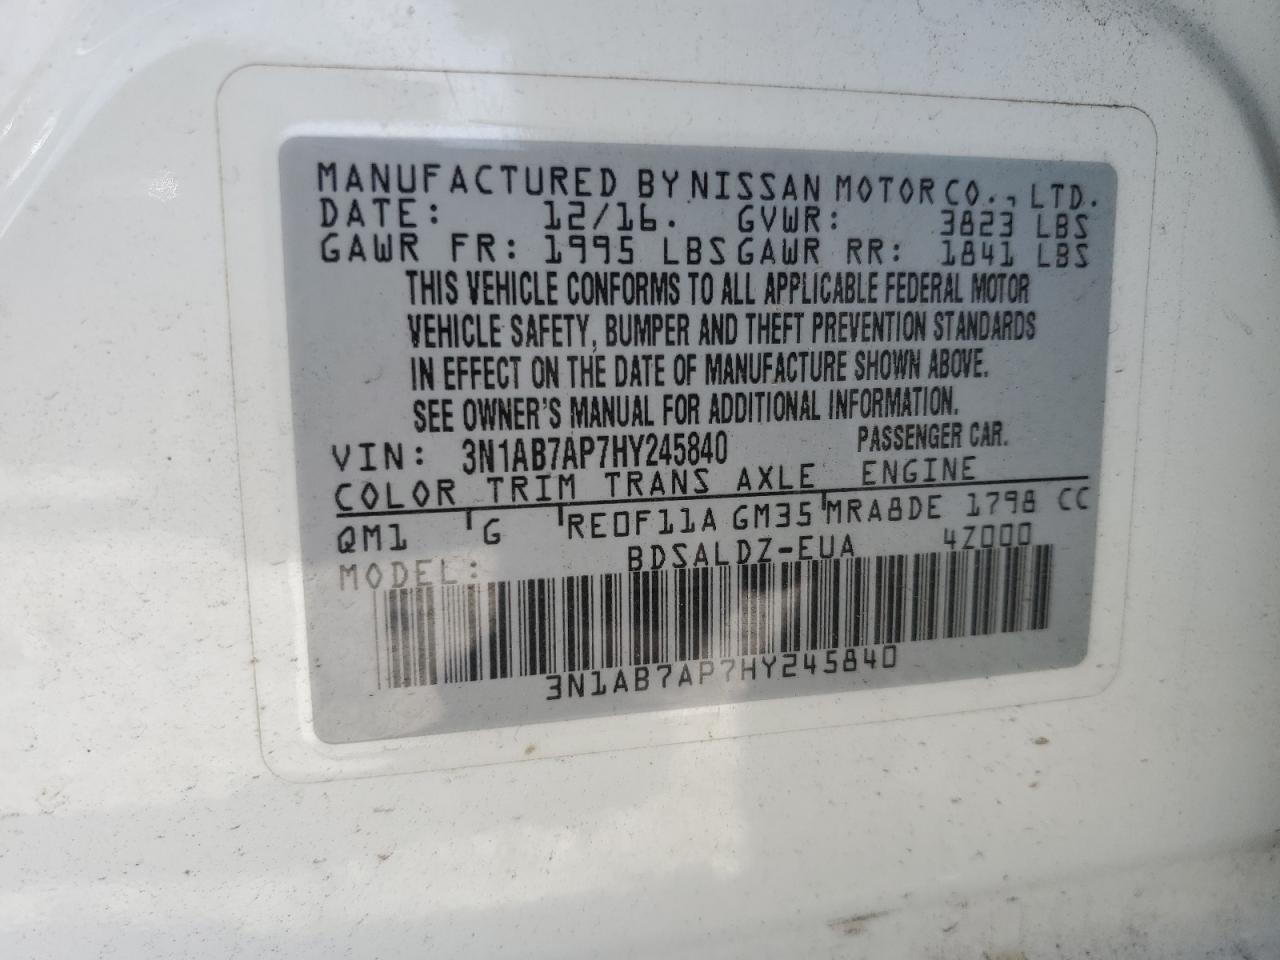 MANUFACTURED BY NISSAN MOTOR CO., LTD.
DATE: 12/16. GVWR: 3823 LBS
GAWR FR: 1995 LBS GAWR RR: 1841 LBS
THIS VEHICLE CONFORMS TO ALL APPLICABLE FEDERAL MOTOR
VEHICLE SAFETY, BUMPER AND THEFT PREVENTION STANDARDS
IN EFFECT ON THE DATE OF MANUFACTURE SHOWN ABOVE.
SEE OWNER'S MANUAL FOR ADDITIONAL INFORMATION.
VIN: 3N1AB7AP7HY245840 PASSENGER CAR.
COLOR TRIM TRANS AXLE ENGINE
QM1 G RE0F11A GM35 MRA8DE 1798 CC
MODEL: BDSALDZ-EUA 4Z000
3N1AB7AP7HY245840